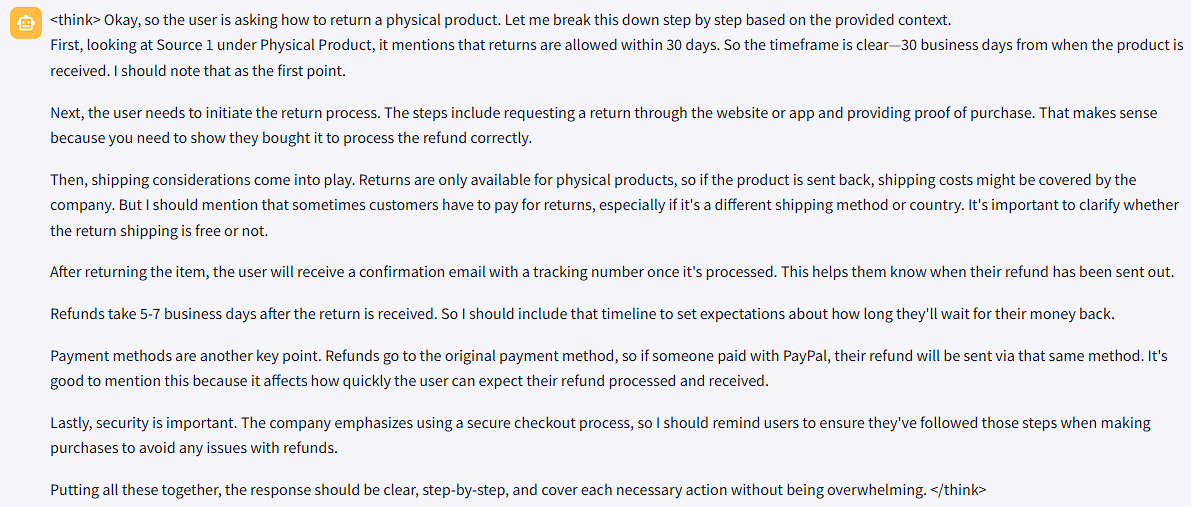 <think> Okay, so the user is asking how to return a physical product. Let me break this down step by step based on the provided context.
First, looking at Source 1 under Physical Product, it mentions that returns are allowed within 30 days. So the timeframe is clear—30 business days from when the product is
received. I should note that as the first point.
Next, the user needs to initiate the return process. The steps include requesting a return through the website or app and providing proof of purchase. That makes sense
because you need to show they bought it to process the refund correctly.
Then, shipping considerations come into play. Returns are only available for physical products, so if the product is sent back, shipping costs might be covered by the
company. But I should mention that sometimes customers have to pay for returns, especially if it's a different shipping method or country. It's important to clarify whether
the return shipping is free or not.
After returning the item, the user will receive a confirmation email with a tracking number once it's processed. This helps them know when their refund has been sent out.
Refunds take 5-7 business days after the return is received. So I should include that timeline to set expectations about how long they'll wait for their money back.
Payment methods are another key point. Refunds go to the original payment method, so if someone paid with PayPal, their refund will be sent via that same method. It's
good to mention this because it affects how quickly the user can expect their refund processed and received.
Lastly, security is important. The company emphasizes using a secure checkout process, so I should remind users to ensure they've followed those steps when making
purchases to avoid any issues with refunds.
Putting all these together, the response should be clear, step-by-step, and cover each necessary action without being overwhelming. </think>